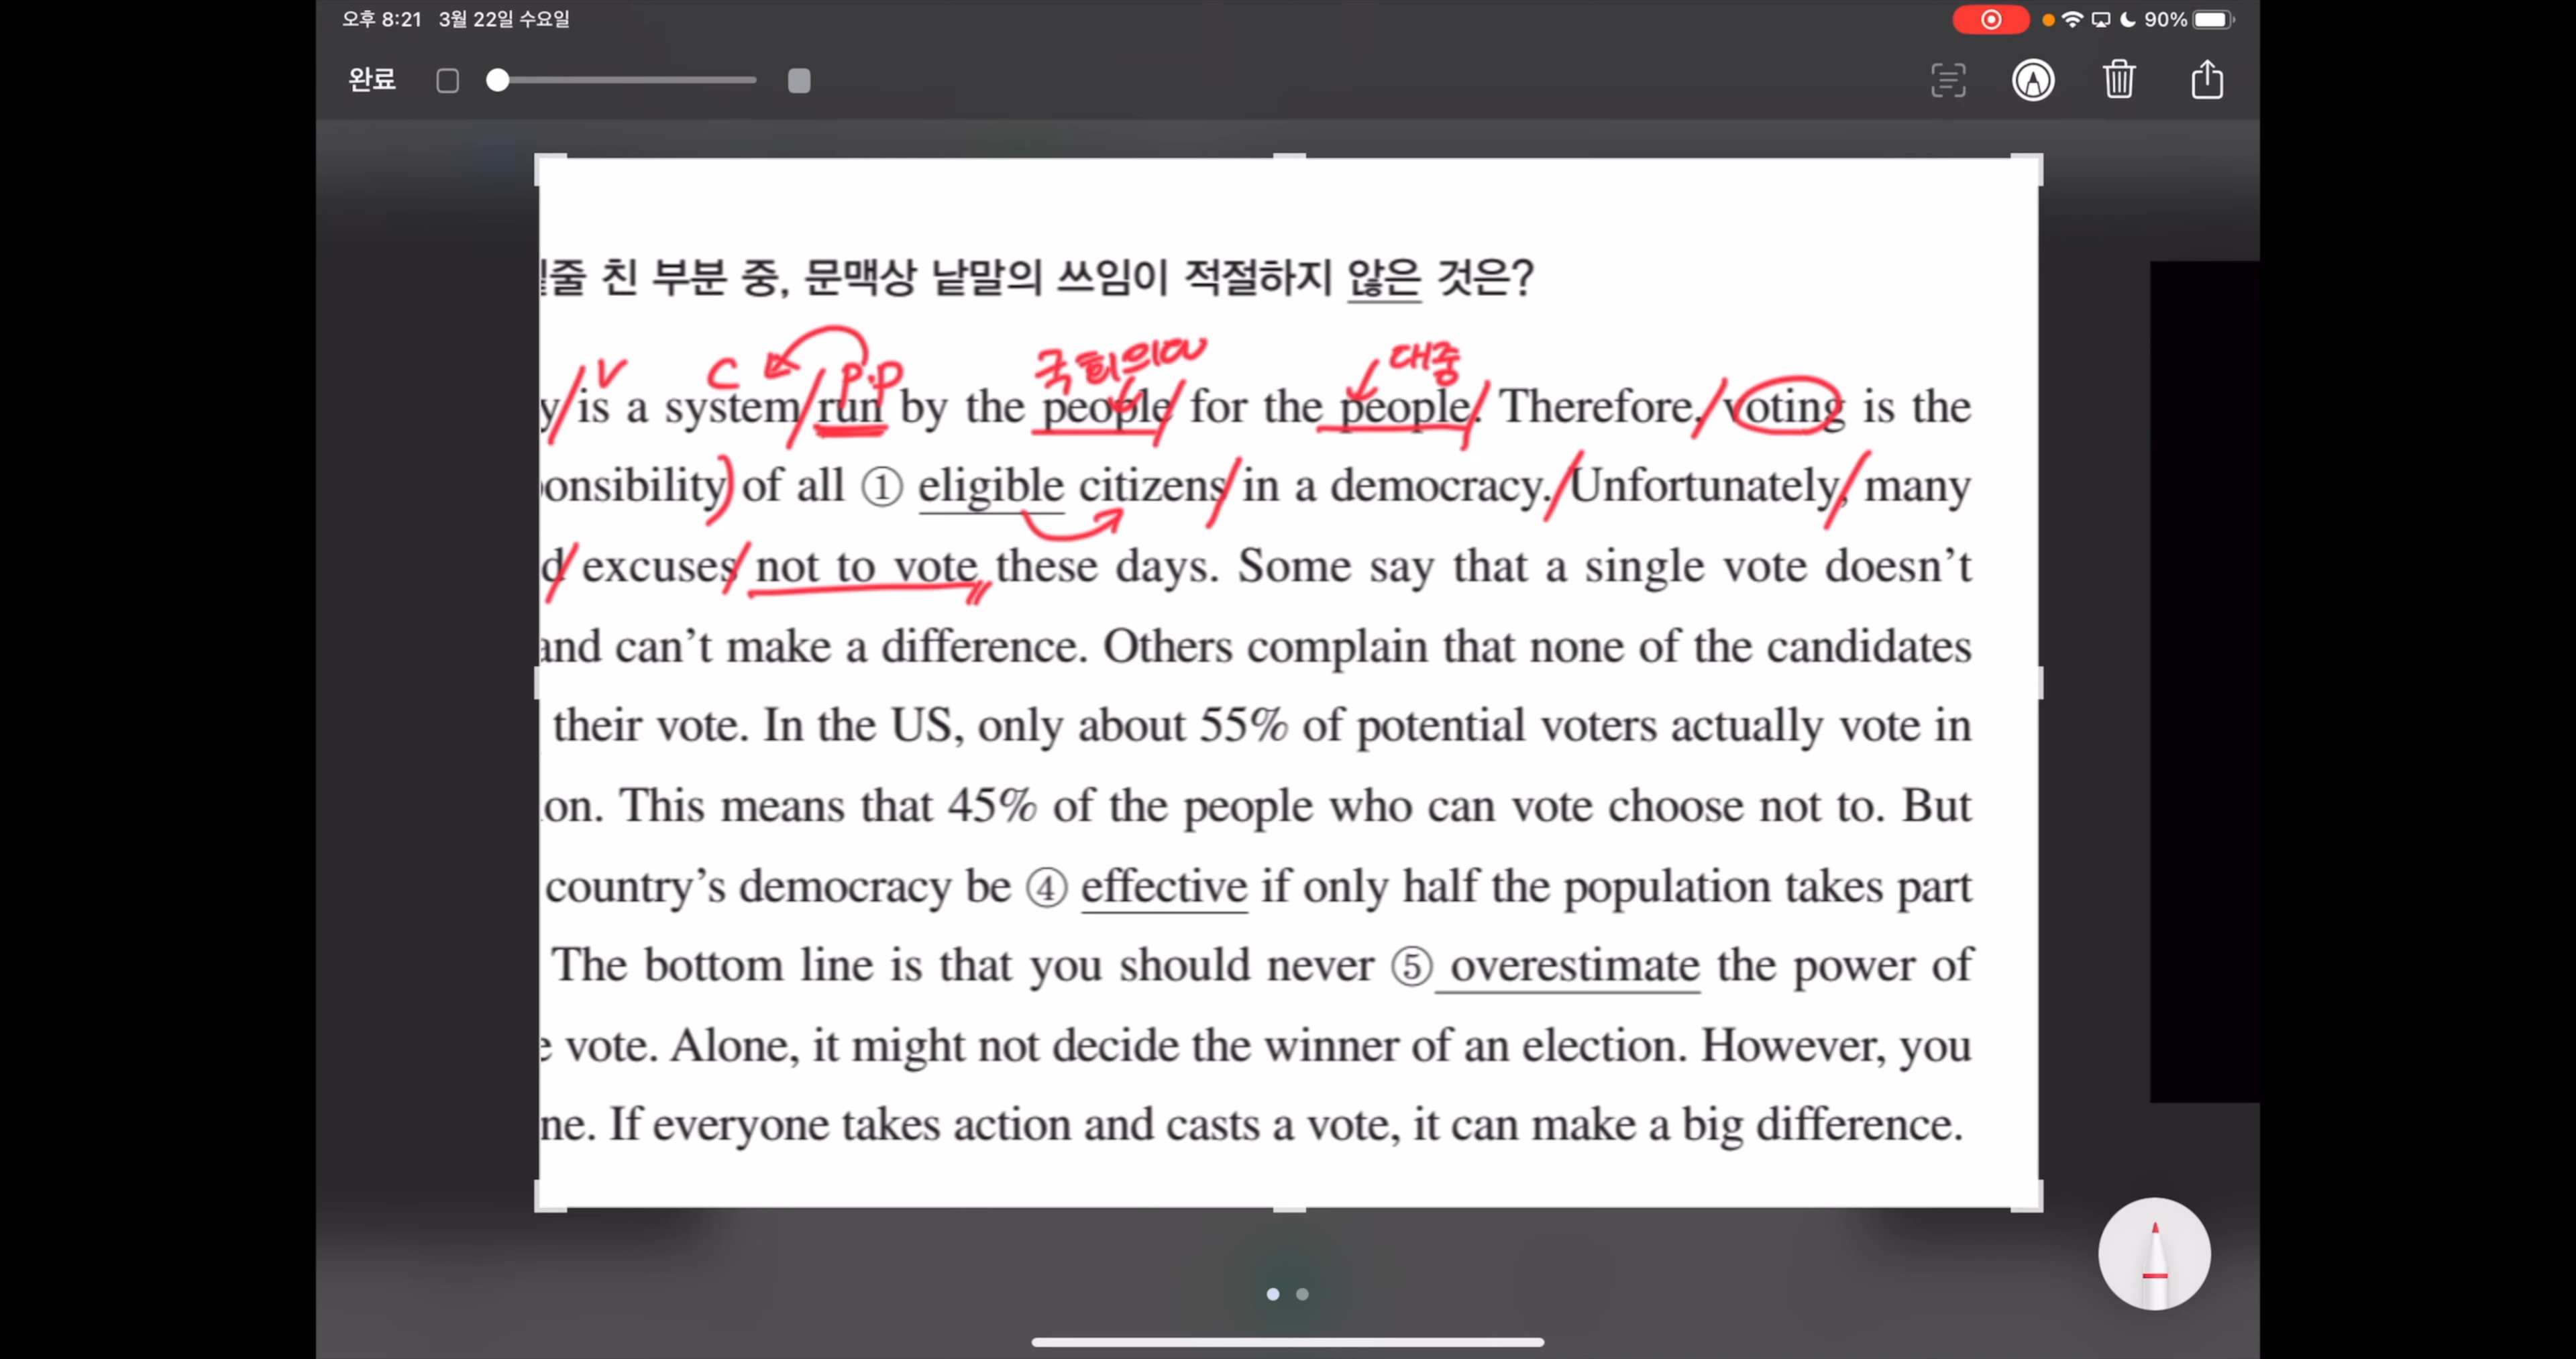 오후 8:21 3월 22일 수요일
90%
완료
줄 친 부분 중, 문맥상 낱말의 쓰임이 적절하지 않은 것은?
V C p.p 국회의원 대중
y is a system run by the people for the people. Therefore, voting is the
onsibility of all ① eligible citizens in a democracy. Unfortunately, many
d excuses not to vote these days. Some say that a single vote doesn’t
and can’t make a difference. Others complain that none of the candidates
their vote. In the US, only about 55% of potential voters actually vote in
on. This means that 45% of the people who can vote choose not to. But
country’s democracy be ④ effective if only half the population takes part
The bottom line is that you should never ⑤ overestimate the power of
e vote. Alone, it might not decide the winner of an election. However, you
ne. If everyone takes action and casts a vote, it can make a big difference.